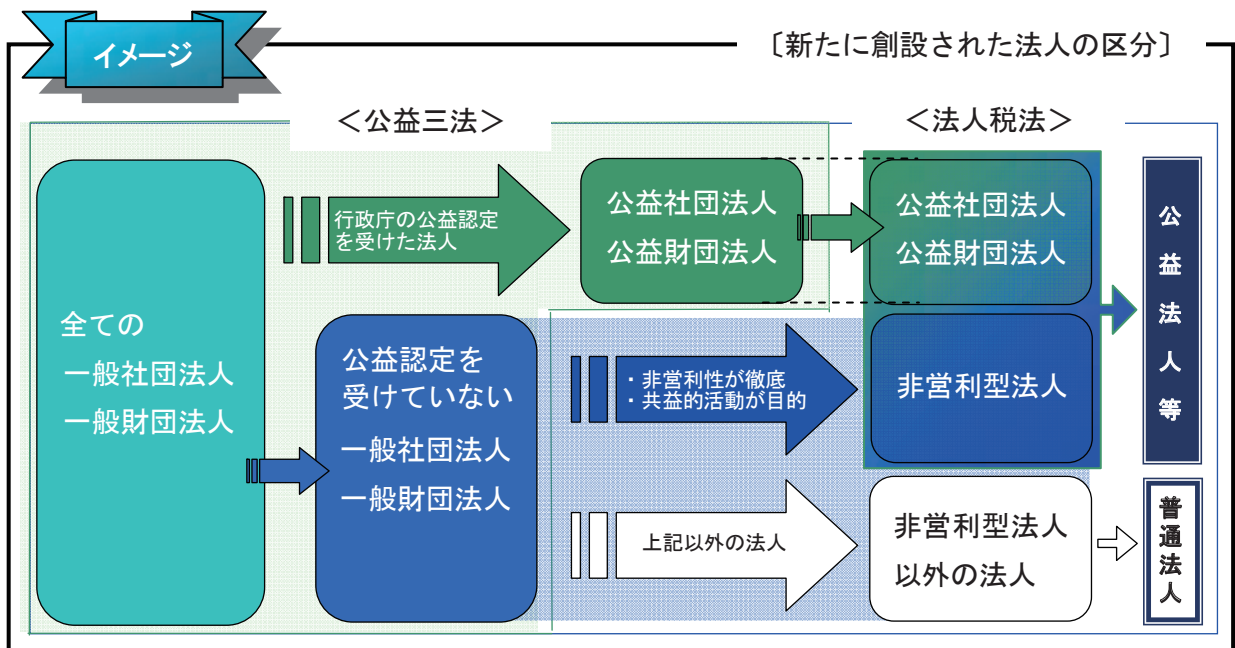 イメージ
〔新たに創設された法人の区分〕
＜公益三法＞
＜法人税法＞
全ての
一般社団法人
一般財団法人
行政庁の公益認定
を受けた法人
公益社団法人
公益財団法人
公益社団法人
公益財団法人
公益認定を
受けていない
一般社団法人
一般財団法人
・非営利性が徹底
・共益的活動が目的
非営利型法人
公益法人等
上記以外の法人
非営利型法人
以外の法人
普通法人